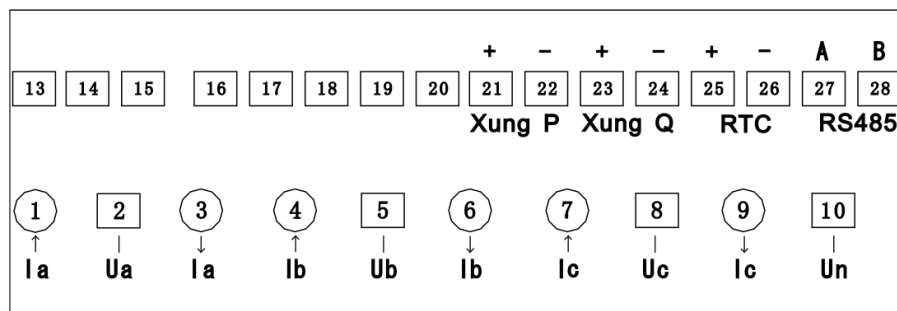 + - + - + - A B
13 14 15 16 17 18 19 20 21 22 23 24 25 26 27 28
Xung P Xung Q RTC RS485
1 2 3 4 5 6 7 8 9 10
Ia Ua Ia Ib Ub Ib Ic Uc Ic Un